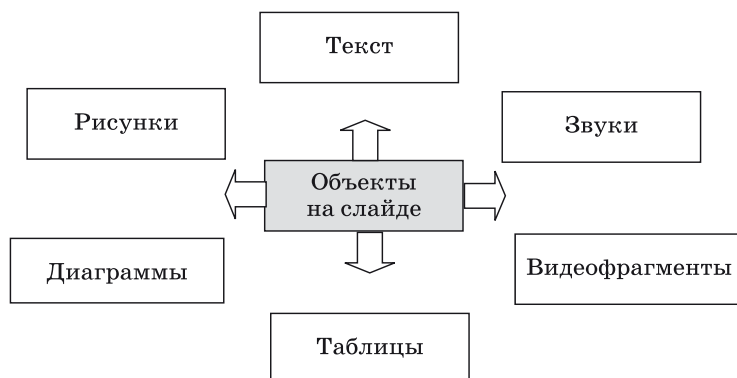 Текст
Рисунки
Звуки
Объекты
на слайде
Диаграммы
Видеофрагменты
Таблицы